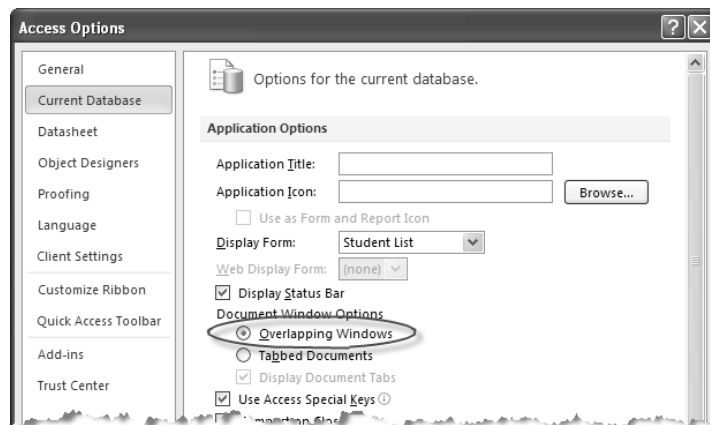 Access Options
General
Current Database
Datasheet
Object Designers
Proofing
Language
Client Settings
Customize Ribbon
Quick Access Toolbar
Add-ins
Trust Center
Options for the current database.
Application Options
Application Title:
Application Icon:
Browse...
Use as Form and Report Icon
Display Form: Student List
Web Display Form: (none)
Display Status Bar
Document Window Options
Overlapping Windows
Tabbed Documents
Display Document Tabs
Use Access Special Keys